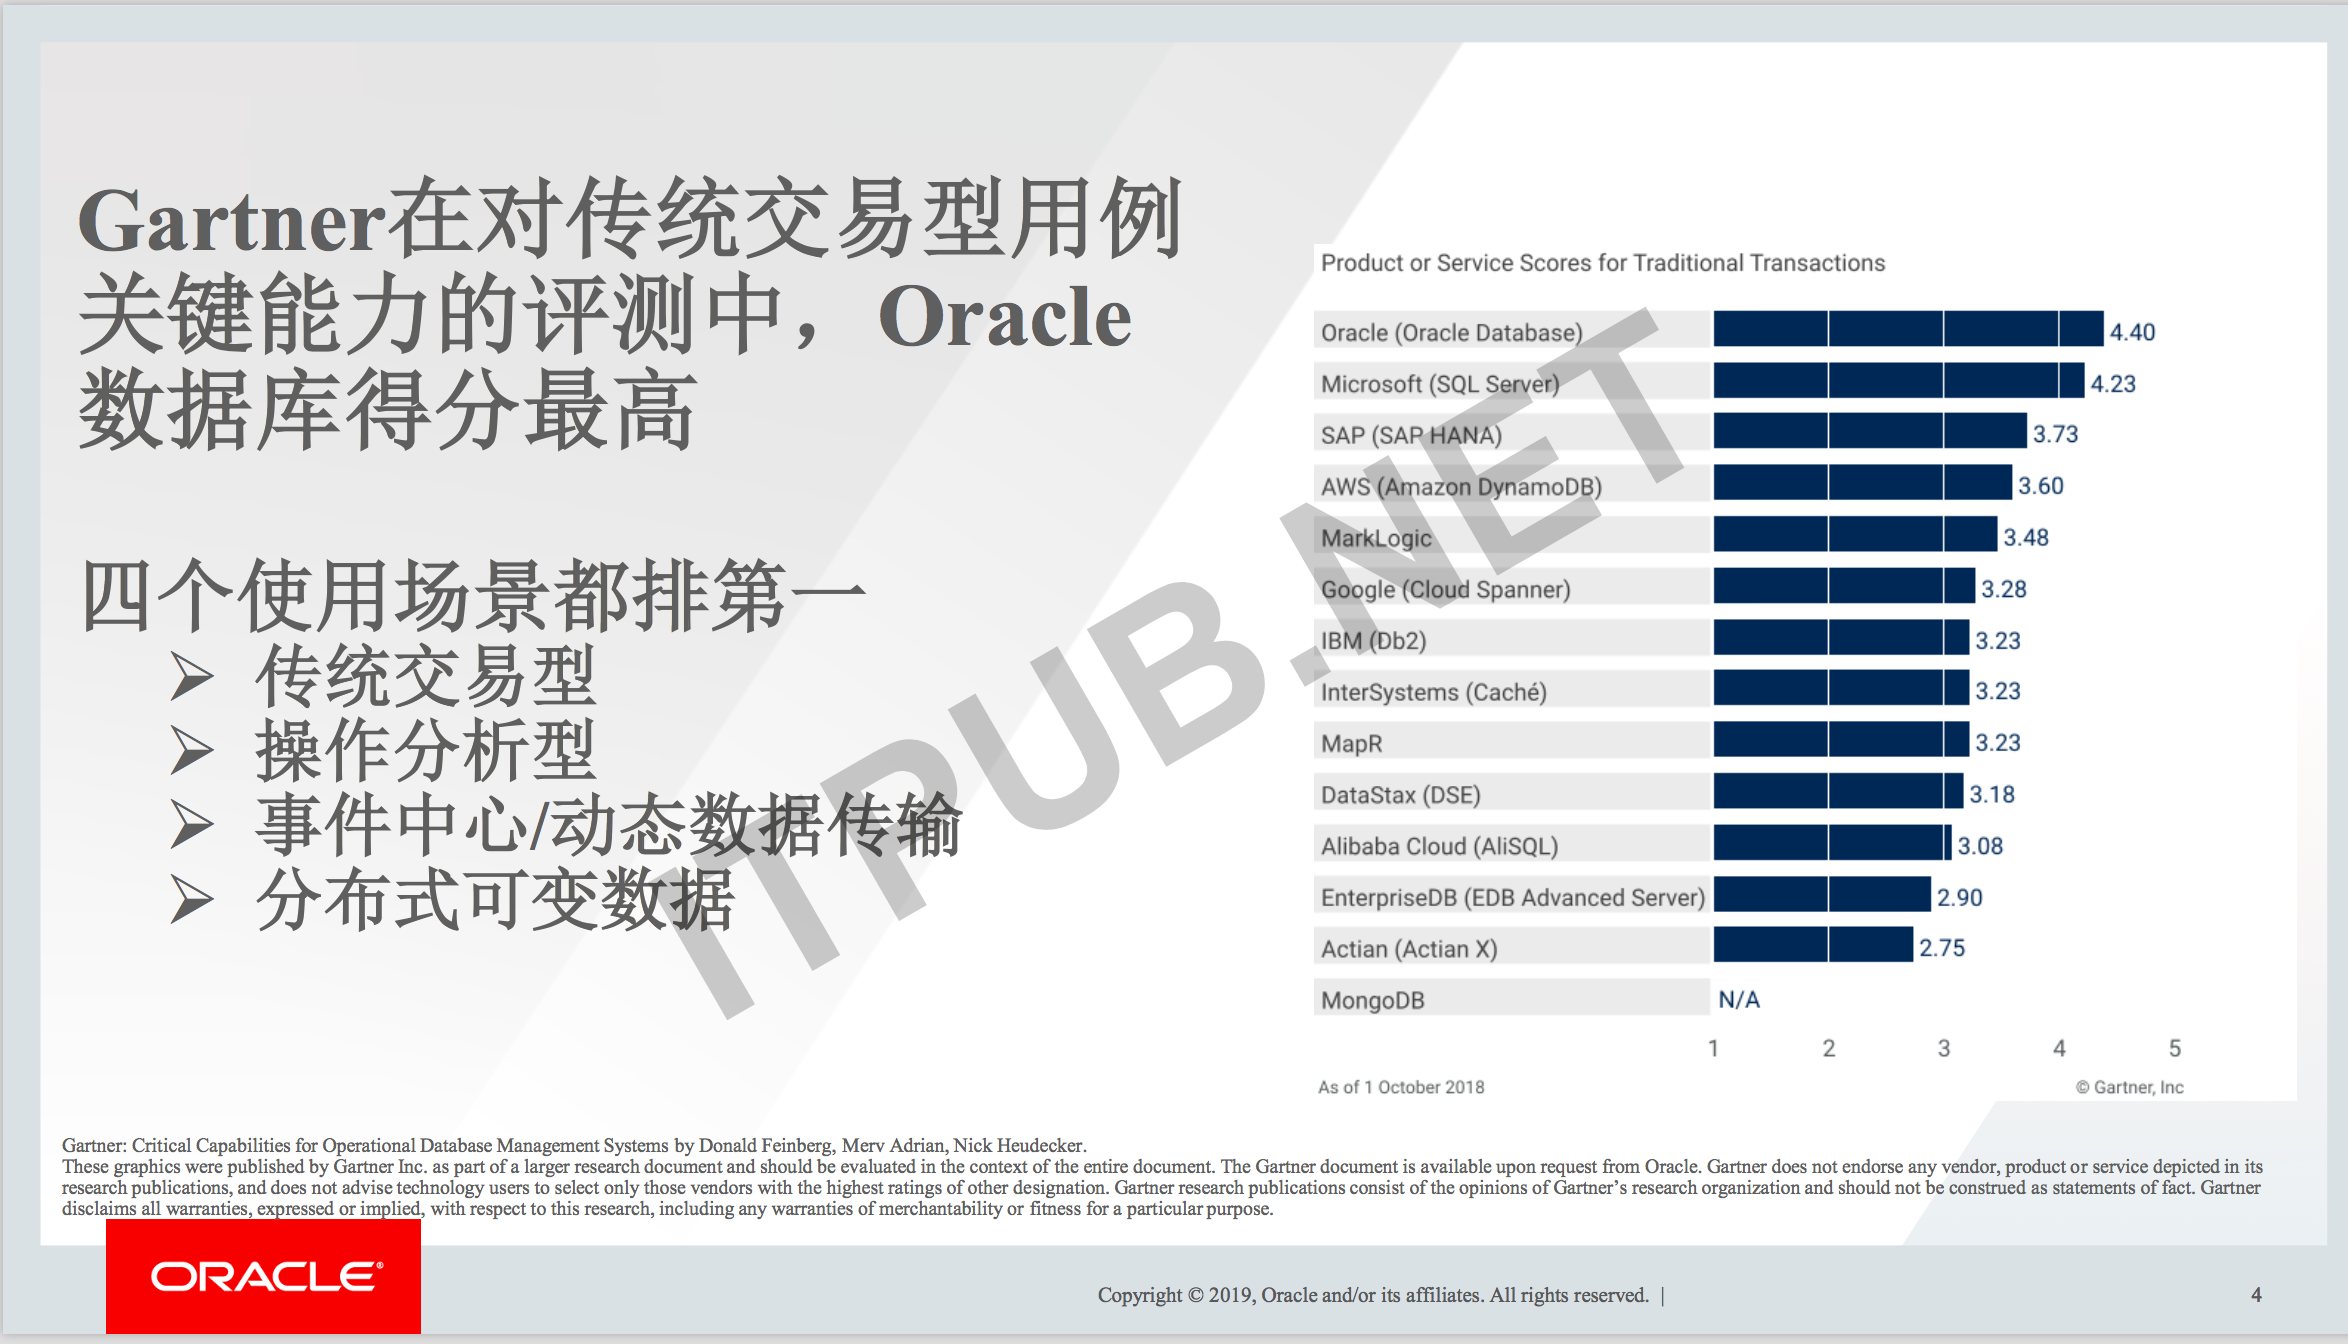 Gartner在对传统交易型用例
关键能力的评测中，Oracle
数据库得分最高
四个使用场景都排第一
➢ 传统交易型
➢ 操作分析型
➢ 事件中心/动态数据传输
➢ 分布式可变数据
Product or Service Scores for Traditional Transactions
Oracle (Oracle Database) 4.40
Microsoft (SQL Server) 4.23
SAP (SAP HANA) 3.73
AWS (Amazon DynamoDB) 3.60
MarkLogic 3.48
Google (Cloud Spanner) 3.28
IBM (Db2) 3.23
InterSystems (Caché) 3.23
MapR 3.23
DataStax (DSE) 3.18
Alibaba Cloud (AliSQL) 3.08
EnterpriseDB (EDB Advanced Server) 2.90
Actian (Actian X) 2.75
MongoDB N/A
1 2 3 4 5
As of 1 October 2018 © Gartner, Inc
ITPUB.NET
Gartner: Critical Capabilities for Operational Database Management Systems by Donald Feinberg, Merv Adrian, Nick Heudecker.
These graphics were published by Gartner Inc. as part of a larger research document and should be evaluated in the context of the entire document. The Gartner document is available upon request from Oracle. Gartner does not endorse any vendor, product or service depicted in its
research publications, and does not advise technology users to select only those vendors with the highest ratings of other designation. Gartner research publications consist of the opinions of Gartner’s research organization and should not be construed as statements of fact. Gartner
disclaims all warranties, expressed or implied, with respect to this research, including any warranties of merchantability or fitness for a particular purpose.
ORACLE®
Copyright © 2019, Oracle and/or its affiliates. All rights reserved. |
4